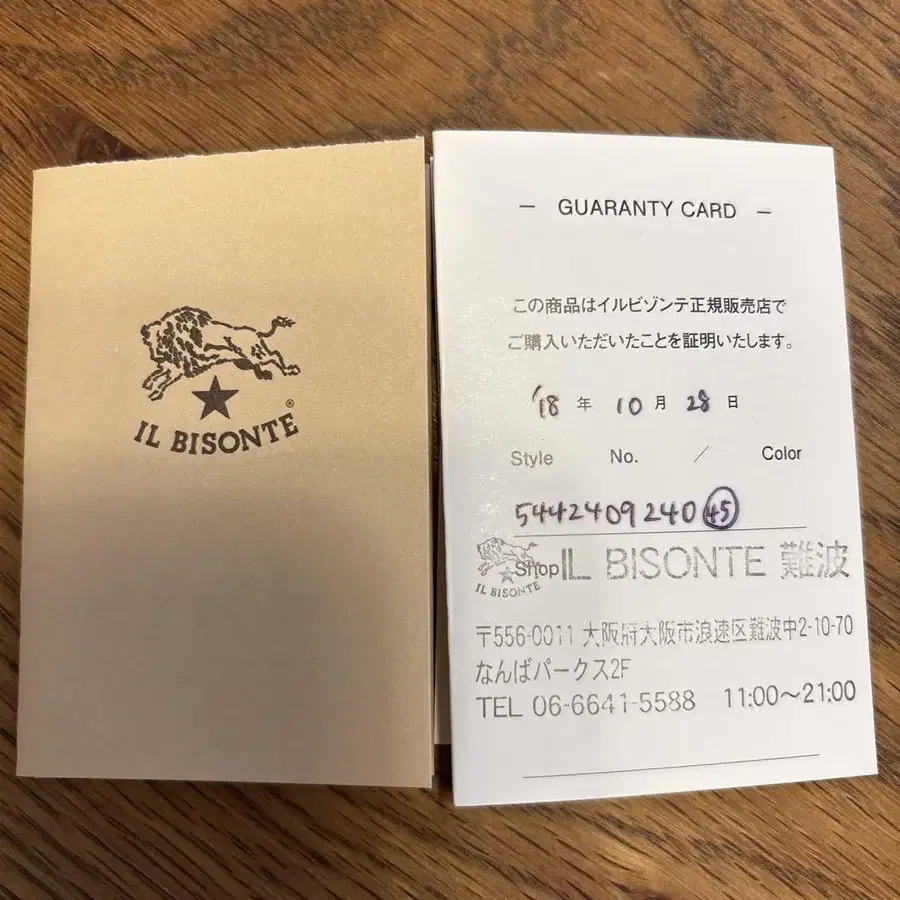 IL BISONTE®
— GUARANTY CARD —
この商品はイルビゾンテ正規販売店で
ご購入いただいたことを証明いたします。
'18 年 10 月 28 日
Style No. / Color
5442409240 45
Shop IL BISONTE 難波
IL BISONTE
〒556-0011 大阪府大阪市浪速区難波中2-10-70
なんばパークス2F
TEL 06-6641-5588 11:00〜21:00